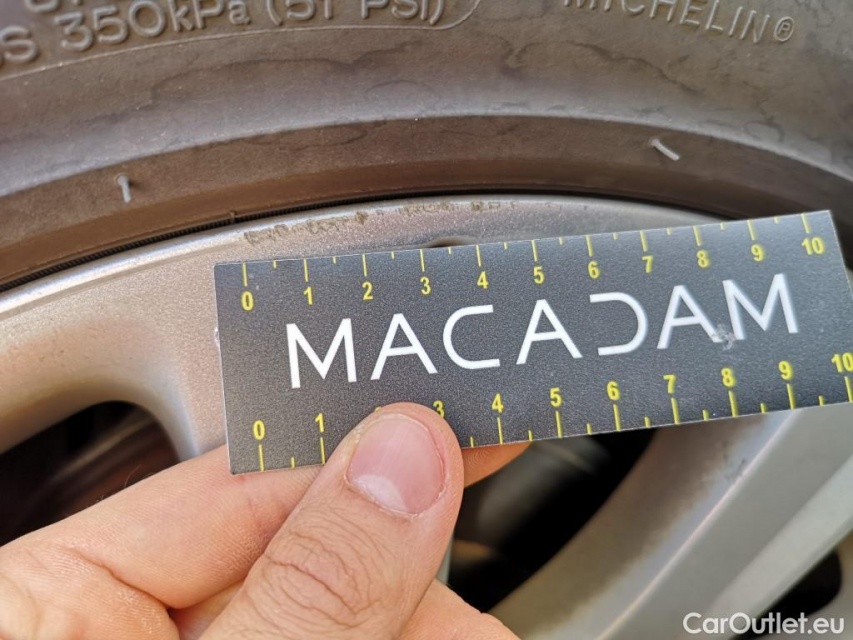 350kPa (51 PSI)
MICHELIN®
0 1 2 3 4 5 6 7 8 9 10
MACADAM
0 1 3 4 5 6 7 8 9 10
CarOutlet.eu